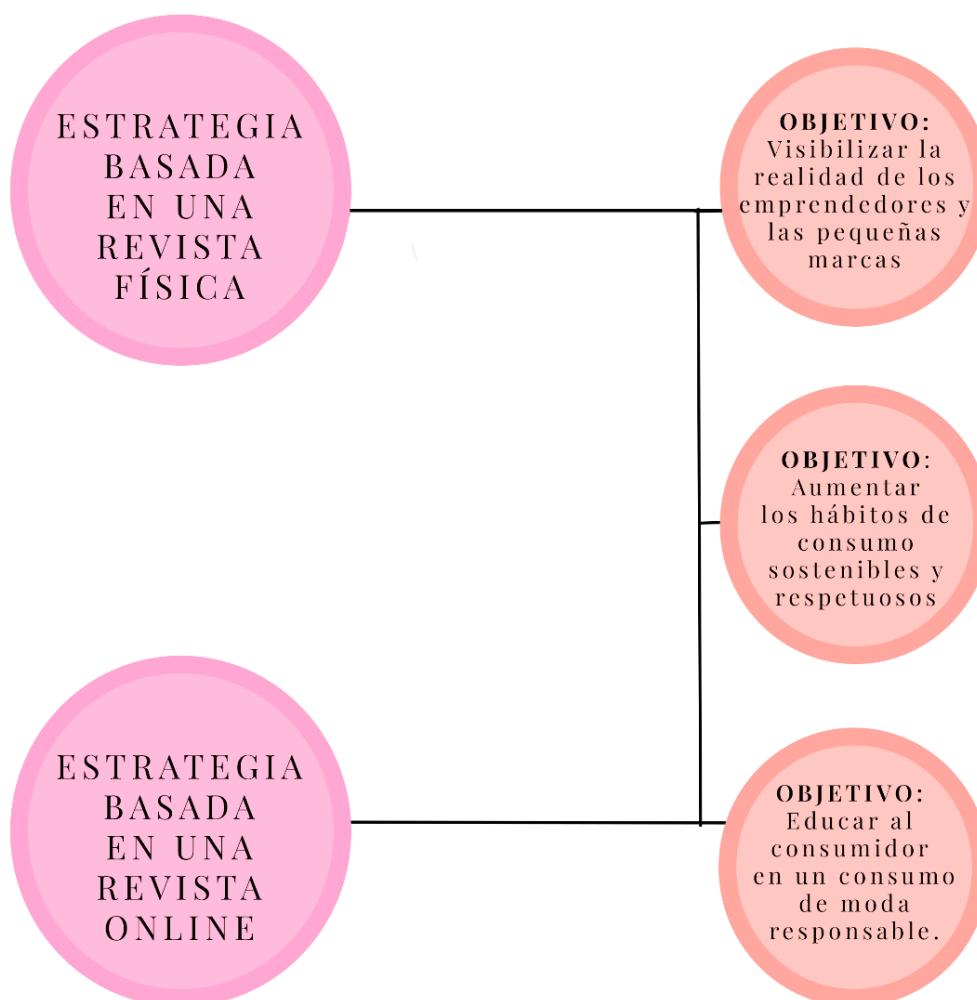 ESTRATEGIA
BASADA
EN UNA
REVISTA
FÍSICA
OBJETIVO:
Visibilizar la
realidad de los
emprendedores y
las pequeñas
marcas
OBJETIVO:
Aumentar
los hábitos de
consumo
sostenibles y
respetuosos
ESTRATEGIA
BASADA
EN UNA
REVISTA
ONLINE
OBJETIVO:
Educar al
consumidor
en un consumo
de moda
responsable.